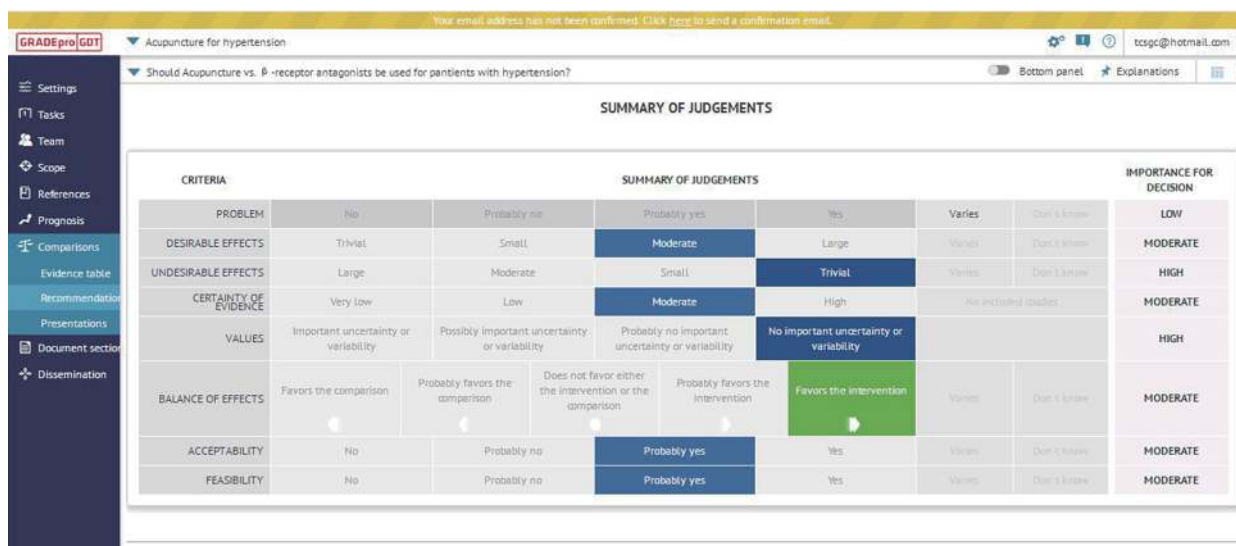 Your email address has not been confirmed. Click here to send a confirmation email.
GRADEpro GDT
Acupuncture for hypertension
tcsgc@hotmail.com
Should Acupuncture vs. β -receptor antagonists be used for pantients with hypertension?
Bottom panel
Explanations
Settings
Tasks
Team
Scope
References
Prognosis
Comparisons
Evidence table
Recommendation
Presentations
Document section
Dissemination
SUMMARY OF JUDGEMENTS
CRITERIA SUMMARY OF JUDGEMENTS IMPORTANCE FOR
DECISION
PROBLEM No Probably no Probably yes Yes Varies Don't know LOW
DESIRABLE EFFECTS Trivial Small Moderate Large Varies Don't know MODERATE
UNDESIRABLE EFFECTS Large Moderate Small Trivial Varies Don't know HIGH
CERTAINTY OF
EVIDENCE Very low Low Moderate High No included studies MODERATE
VALUES Important uncertainty or
variability Possibly important uncertainty
or variability Probably no important
uncertainty or variability No important uncertainty or
variability HIGH
BALANCE OF EFFECTS Favors the comparison Probably favors the
comparison Does not favor either
the intervention or the
comparison Probably favors the
intervention Favors the intervention Varies Don't know MODERATE
ACCEPTABILITY No Probably no Probably yes Yes Varies Don't know MODERATE
FEASIBILITY No Probably no Probably yes Yes Varies Don't know MODERATE